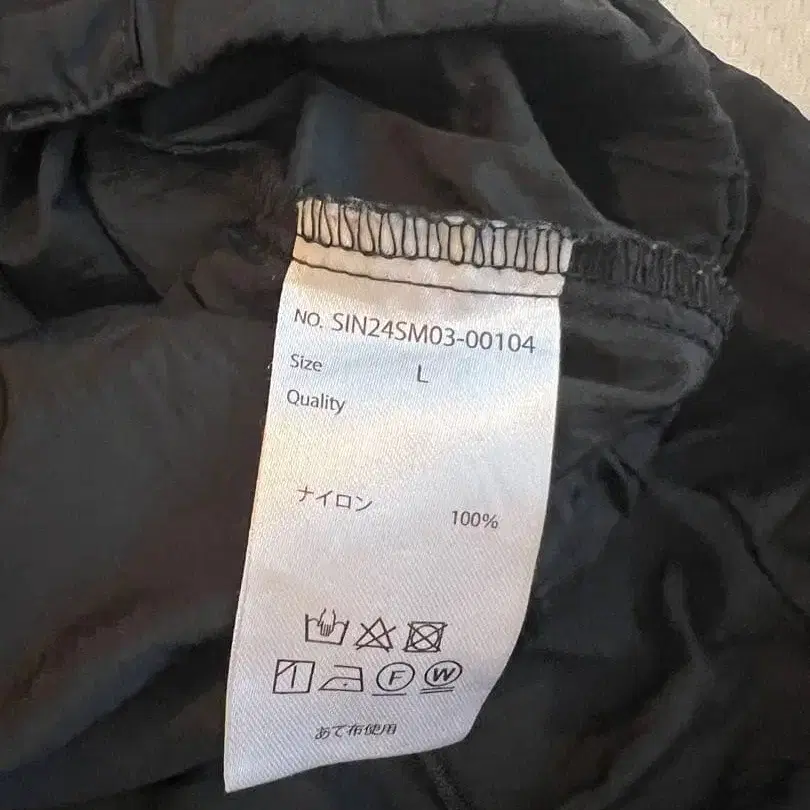 NO. SIN24SM03-00104
Size L
Quality
ナイロン 100%
F W
あて布使用